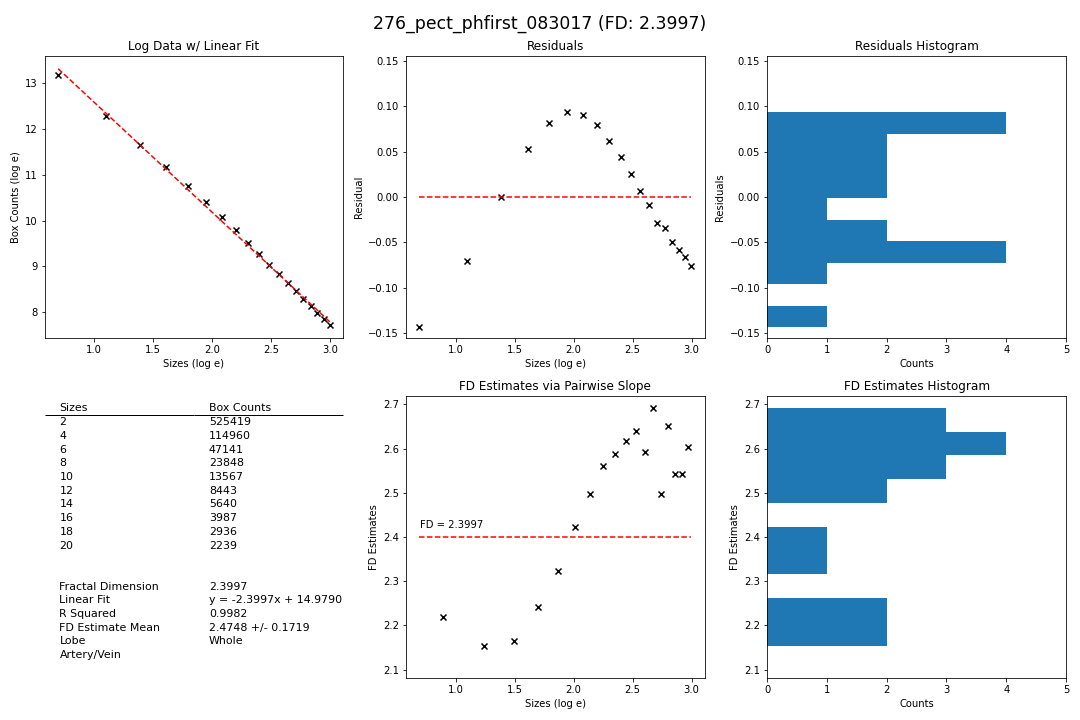 276_pect_phfirst_083017 (FD: 2.3997)
Log Data w/ Linear Fit
Box Counts (log e)
13
12
11
10
9
8
1.0 1.5 2.0 2.5 3.0
Sizes (log e)
Residuals
Residual
0.15
0.10
0.05
0.00
−0.05
−0.10
−0.15
1.0 1.5 2.0 2.5 3.0
Sizes (log e)
Residuals Histogram
Residuals
0.15
0.10
0.05
0.00
−0.05
−0.10
−0.15
0 1 2 3 4 5
Counts
Sizes Box Counts
2 525419
4 114960
6 47141
8 23848
10 13567
12 8443
14 5640
16 3987
18 2936
20 2239
Fractal Dimension 2.3997
Linear Fit y = -2.3997x + 14.9790
R Squared 0.9982
FD Estimate Mean 2.4748 +/- 0.1719
Lobe Whole
Artery/Vein
FD Estimates via Pairwise Slope
FD Estimates
2.7
2.6
2.5
2.4
2.3
2.2
2.1
FD = 2.3997
1.0 1.5 2.0 2.5 3.0
Sizes (log e)
FD Estimates Histogram
FD Estimates
2.7
2.6
2.5
2.4
2.3
2.2
2.1
0 1 2 3 4 5
Counts